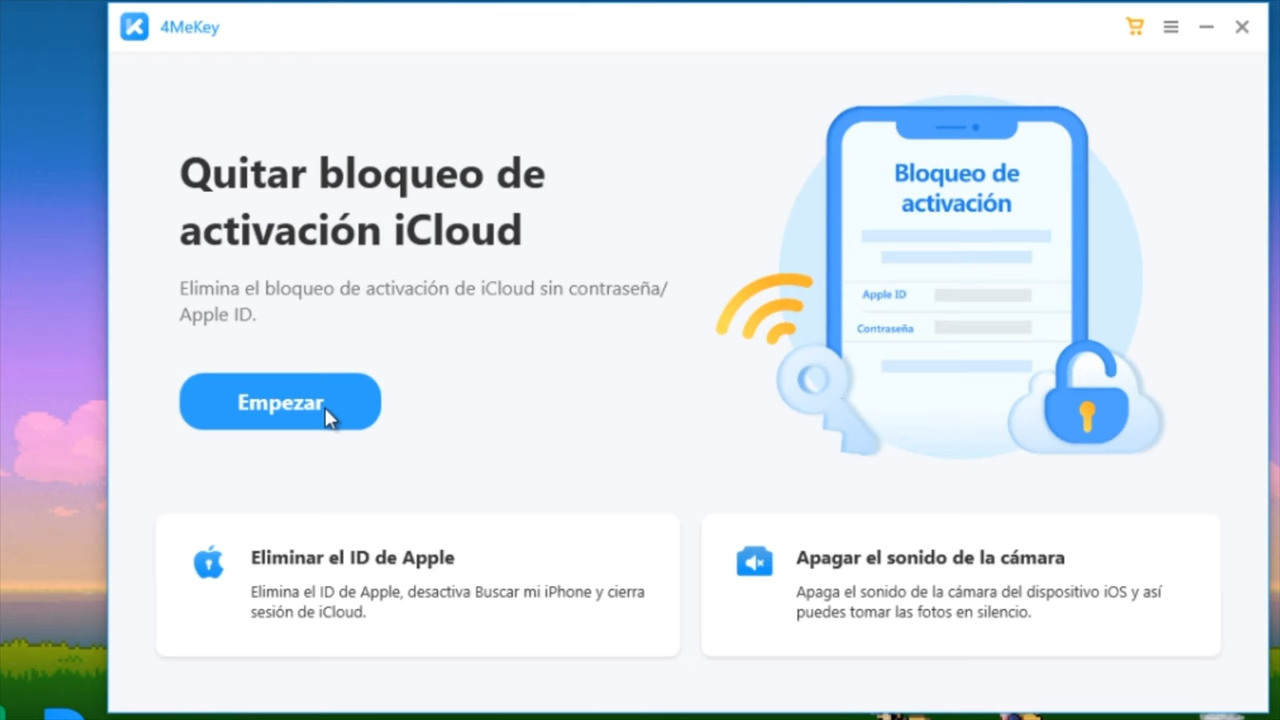 4MeKey
Quitar bloqueo de
activación iCloud
Elimina el bloqueo de activación de iCloud sin contraseña/
Apple ID.
Empezar
Bloqueo de
activación
Apple ID
Contraseña
Eliminar el ID de Apple
Elimina el ID de Apple, desactiva Buscar mi iPhone y cierra
sesión de iCloud.
Apagar el sonido de la cámara
Apaga el sonido de la cámara del dispositivo iOS y así
puedes tomar las fotos en silencio.